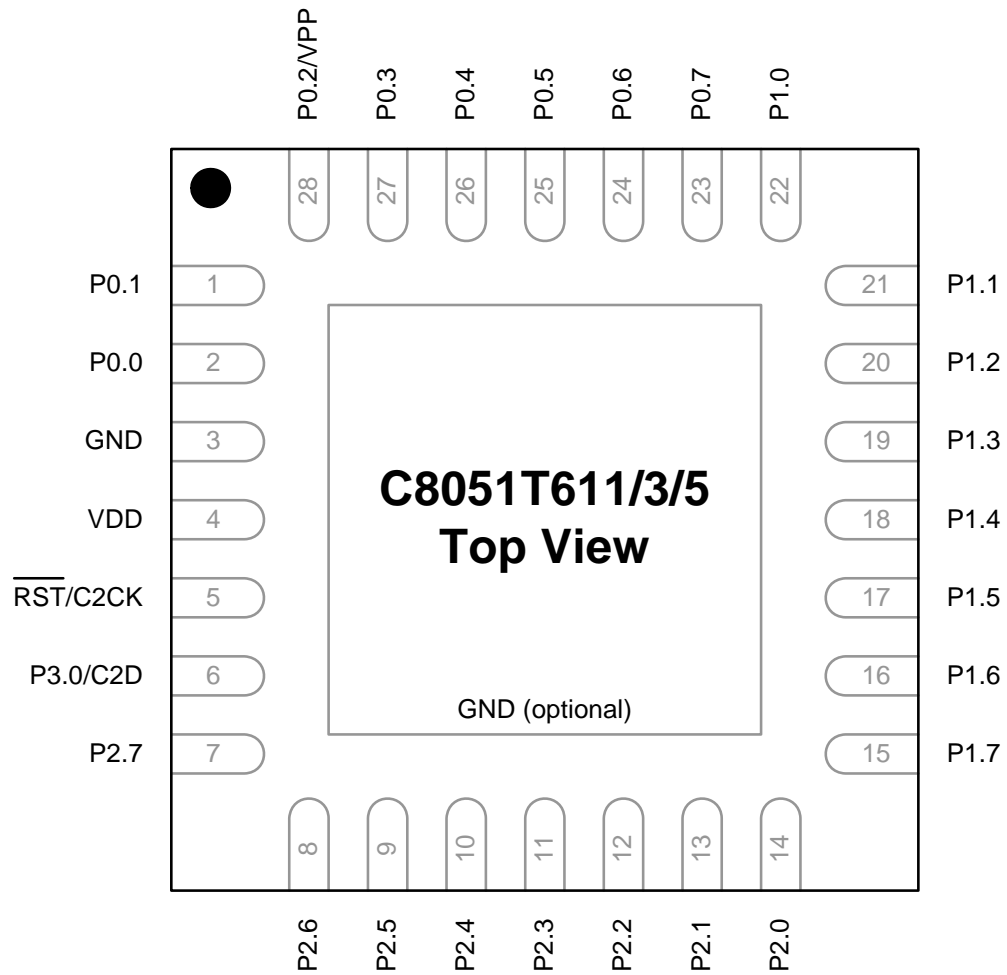 P0.2/VPP
P0.3
P0.4
P0.5
P0.6
P0.7
P1.0
28
27
26
25
24
23
22
P0.1
1
21
P1.1
P0.0
2
20
P1.2
GND
3
19
P1.3
VDD
4
18
P1.4
RST/C2CK
5
17
P1.5
P3.0/C2D
6
16
P1.6
P2.7
7
15
P1.7
C8051T611/3/5
Top View
GND (optional)
8
9
10
11
12
13
14
P2.6
P2.5
P2.4
P2.3
P2.2
P2.1
P2.0